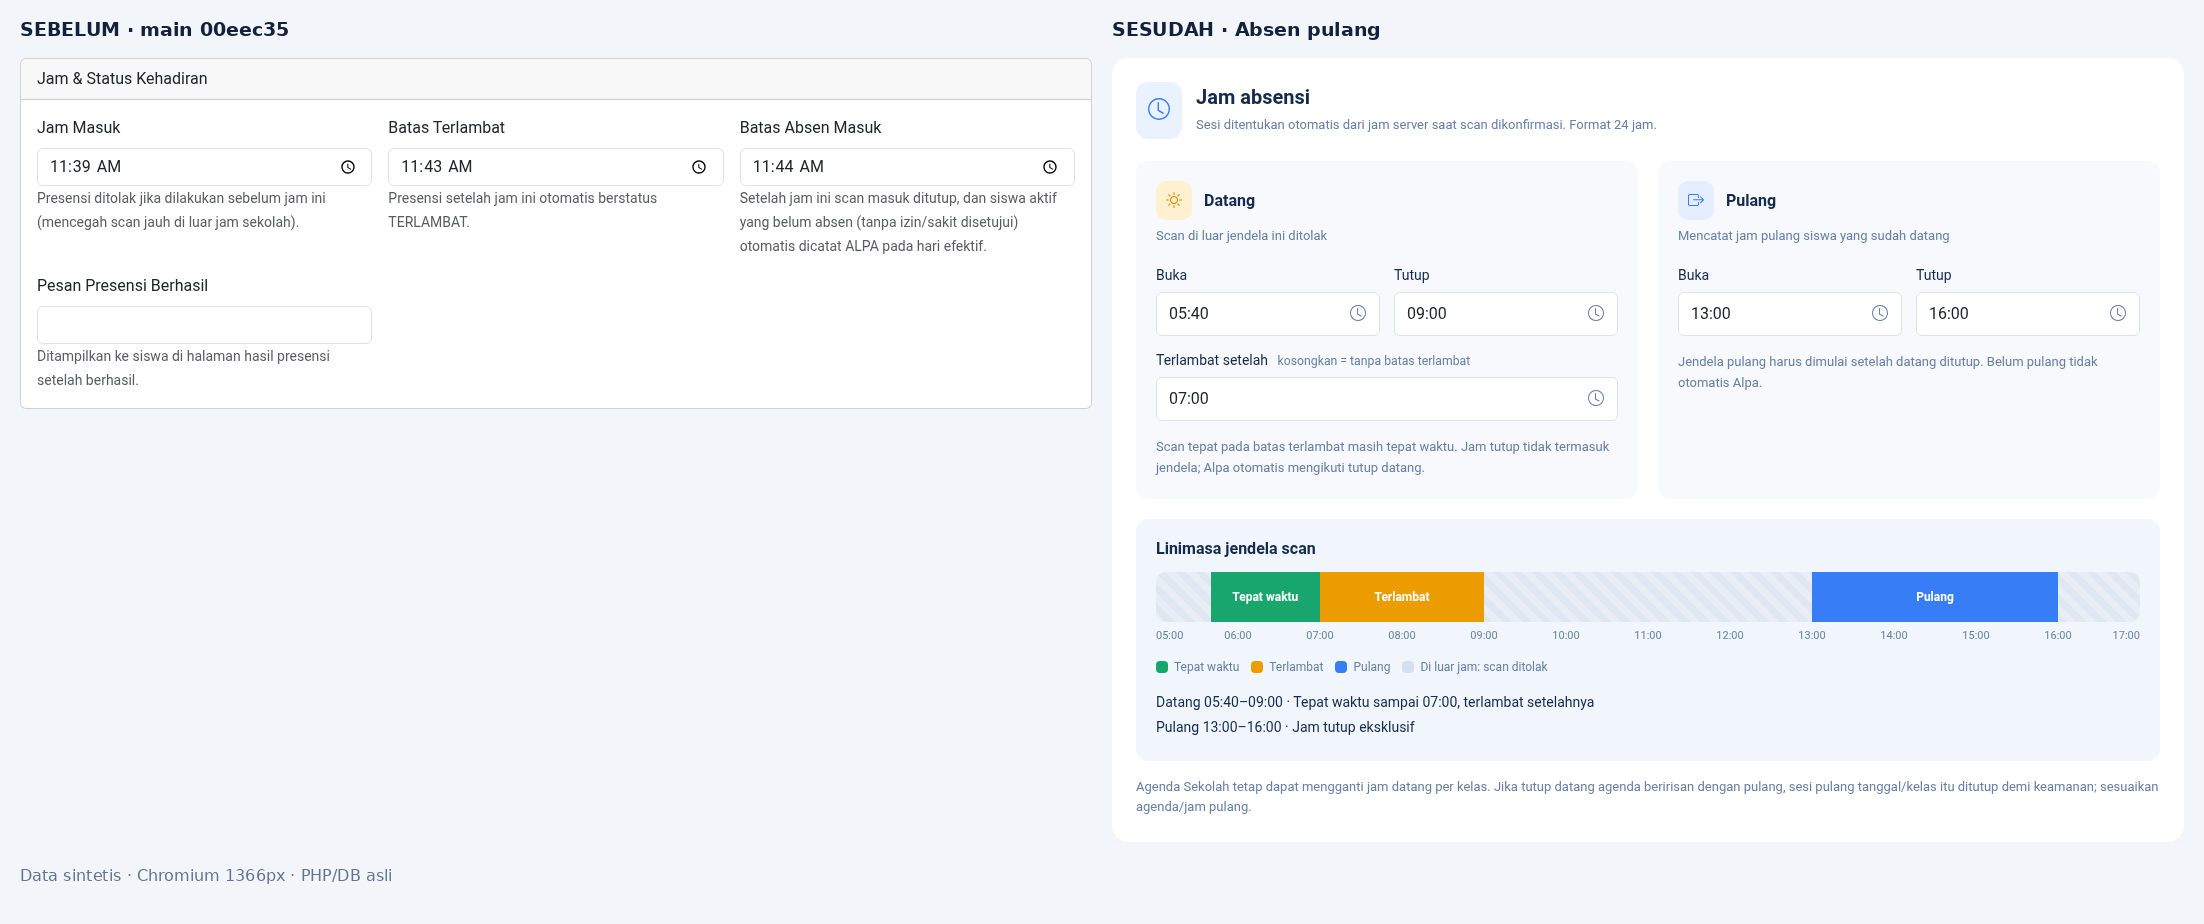 SEBELUM · main 00eec35
Jam & Status Kehadiran
Jam Masuk
11:39 AM
Presensi ditolak jika dilakukan sebelum jam ini
(mencegah scan jauh di luar jam sekolah).
Batas Terlambat
11:43 AM
Presensi setelah jam ini otomatis berstatus
TERLAMBAT.
Batas Absen Masuk
11:44 AM
Setelah jam ini scan masuk ditutup, dan siswa aktif
yang belum absen (tanpa izin/sakit disetujui)
otomatis dicatat ALPA pada hari efektif.
Pesan Presensi Berhasil
Ditampilkan ke siswa di halaman hasil presensi
setelah berhasil.
SESUDAH · Absen pulang
Jam absensi
Sesi ditentukan otomatis dari jam server saat scan dikonfirmasi. Format 24 jam.
Datang
Scan di luar jendela ini ditolak
Buka
05:40
Tutup
09:00
Terlambat setelah kosongkan = tanpa batas terlambat
07:00
Scan tepat pada batas terlambat masih tepat waktu. Jam tutup tidak termasuk
jendela; Alpa otomatis mengikuti tutup datang.
Pulang
Mencatat jam pulang siswa yang sudah datang
Buka
13:00
Tutup
16:00
Jendela pulang harus dimulai setelah datang ditutup. Belum pulang tidak
otomatis Alpa.
Linimasa jendela scan
Tepat waktu Terlambat Pulang
05:00 06:00 07:00 08:00 09:00 10:00 11:00 12:00 13:00 14:00 15:00 16:00 17:00
Tepat waktu Terlambat Pulang Di luar jam: scan ditolak
Datang 05:40–09:00 · Tepat waktu sampai 07:00, terlambat setelahnya
Pulang 13:00–16:00 · Jam tutup eksklusif
Agenda Sekolah tetap dapat mengganti jam datang per kelas. Jika tutup datang agenda beririsan dengan pulang, sesi pulang tanggal/kelas itu ditutup demi keamanan; sesuaikan
agenda/jam pulang.
Data sintetis · Chromium 1366px · PHP/DB asli